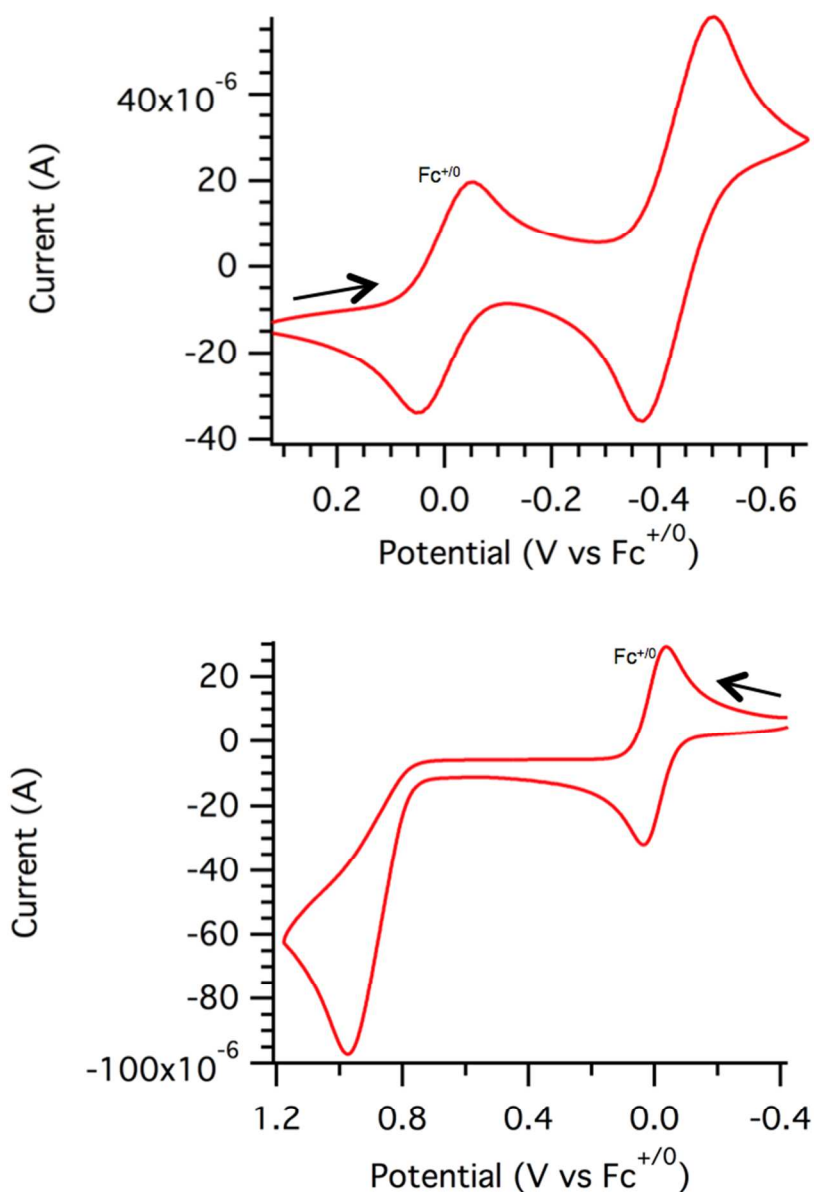 40x10-6
20
0
-20
-40
Current (A)
Fc+/0
0.2 0.0 -0.2 -0.4 -0.6
Potential (V vs Fc+/0)
20
0
-20
-40
-60
-80
-100x10-6
Current (A)
Fc+/0
1.2 0.8 0.4 0.0 -0.4
Potential (V vs Fc+/0)